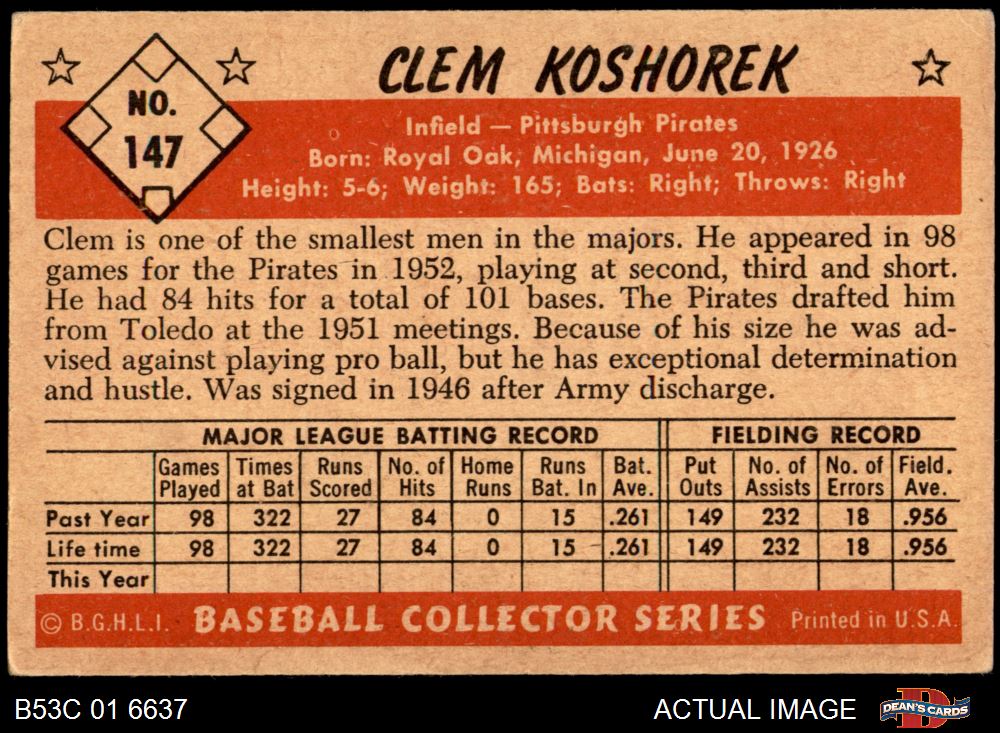 NO.
147
CLEM KOSHOREK
Infield — Pittsburgh Pirates
Born: Royal Oak, Michigan, June 20, 1926
Height: 5-6; Weight: 165; Bats: Right; Throws: Right
Clem is one of the smallest men in the majors. He appeared in 98
games for the Pirates in 1952, playing at second, third and short.
He had 84 hits for a total of 101 bases. The Pirates drafted him
from Toledo at the 1951 meetings. Because of his size he was ad-
vised against playing pro ball, but he has exceptional determination
and hustle. Was signed in 1946 after Army discharge.
MAJOR LEAGUE BATTING RECORD FIELDING RECORD
Games Times Runs No. of Home Runs Bat. Put No. of No. of Field.
Played at Bat Scored Hits Runs Bat. In Ave. Outs Assists Errors Ave.
Past Year 98 322 27 84 0 15 .261 149 232 18 .956
Life time 98 322 27 84 0 15 .261 149 232 18 .956
This Year
© B.G.H.L.I. BASEBALL COLLECTOR SERIES Printed in U.S.A.
B53C 01 6637 ACTUAL IMAGE DEAN'S CARDS